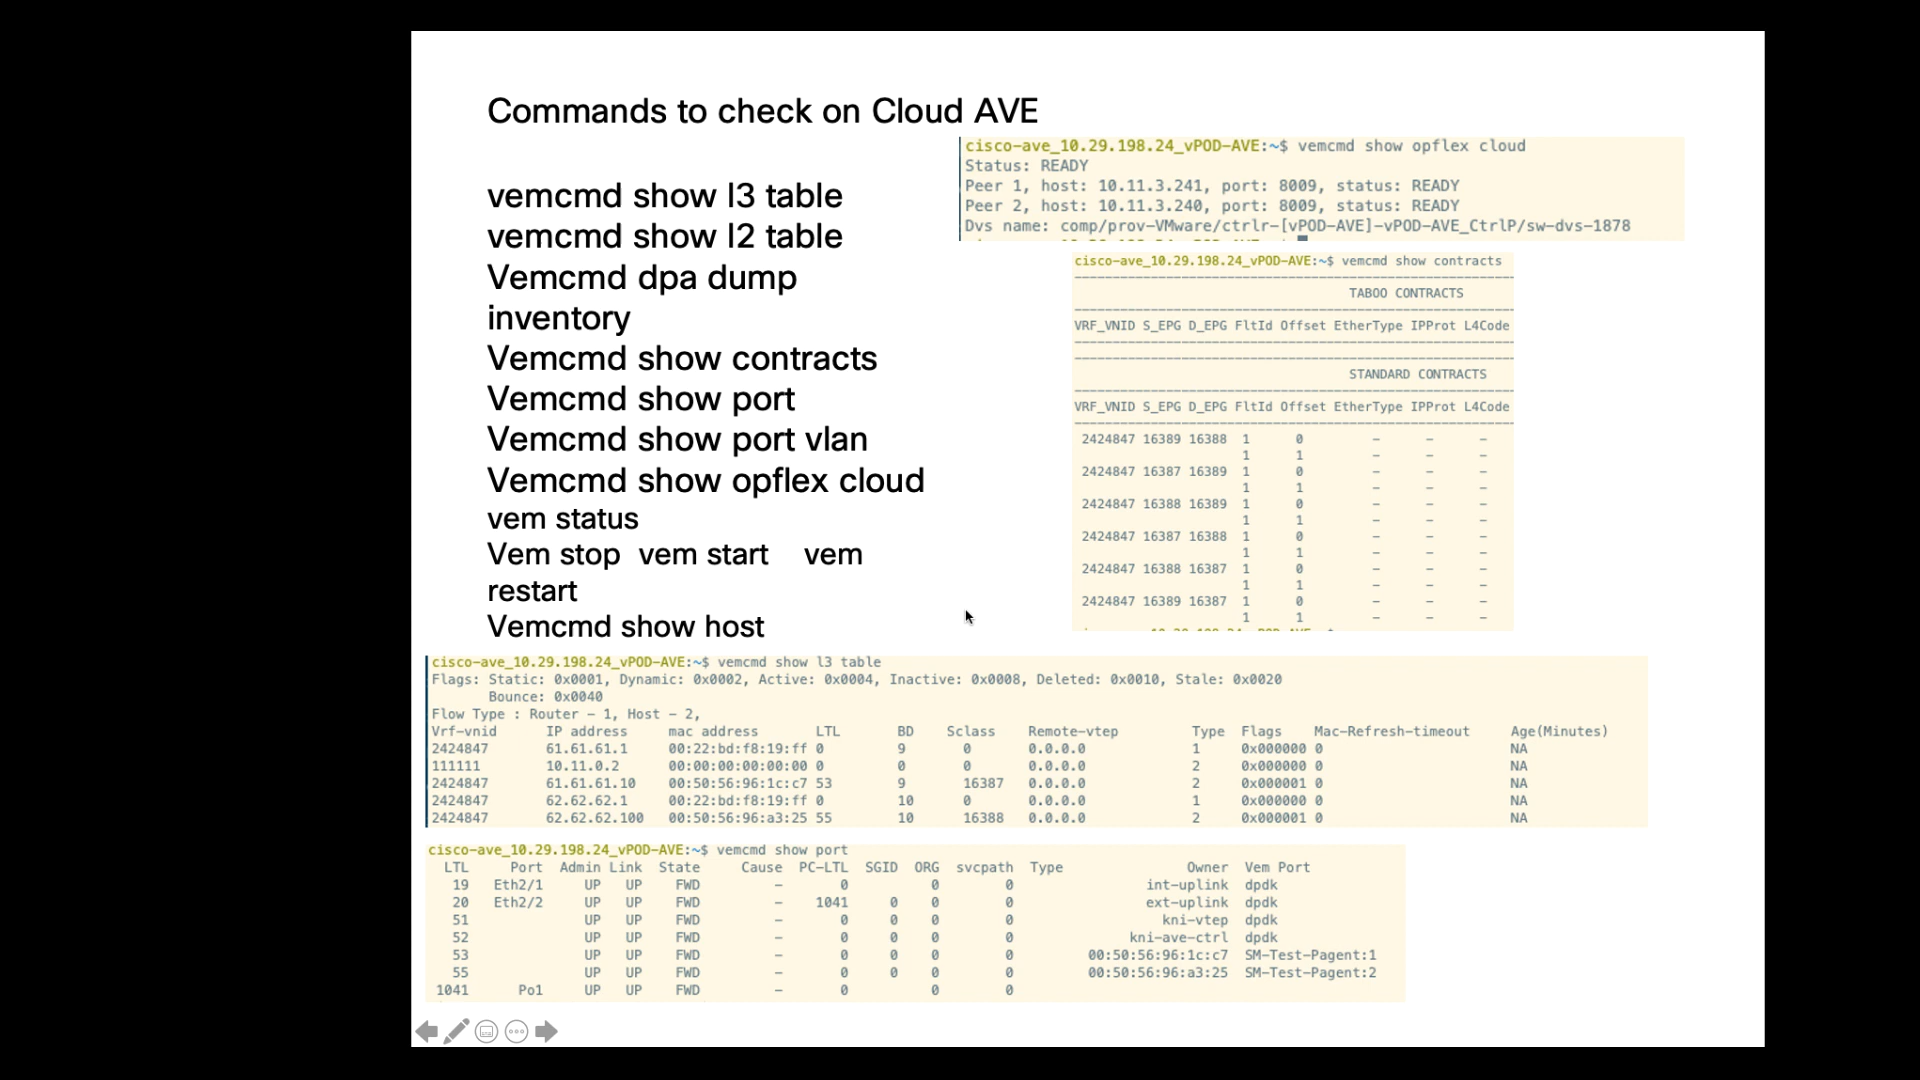 Commands to check on Cloud AVE
vemcmd show l3 table
vemcmd show l2 table
Vemcmd dpa dump
inventory
Vemcmd show contracts
Vemcmd show port
Vemcmd show port vlan
Vemcmd show opflex cloud
vem status
Vem stop  vem start    vem
restart
Vemcmd show host
cisco-ave_10.29.198.24_vPOD-AVE:~$ vemcmd show opflex cloud
Status: READY
Peer 1, host: 10.11.3.241, port: 8009, status: READY
Peer 2, host: 10.11.3.240, port: 8009, status: READY
Dvs name: comp/prov-VMware/ctrlr-[vPOD-AVE]-vPOD-AVE_CtrlP/sw-dvs-1878
cisco-ave_10.29.198.24_vPOD-AVE:~$ vemcmd show contracts
TABOO CONTRACTS
VRF_VNID S_EPG D_EPG FltId Offset EtherType IPProt L4Code
STANDARD CONTRACTS
VRF_VNID S_EPG D_EPG FltId Offset EtherType IPProt L4Code
2424847 16389 16388 1 0 – – –
1 1 – – –
2424847 16387 16389 1 0 – – –
1 1 – – –
2424847 16388 16389 1 0 – – –
1 1 – – –
2424847 16387 16388 1 0 – – –
1 1 – – –
2424847 16388 16387 1 0 – – –
1 1 – – –
2424847 16389 16387 1 0 – – –
1 1 – – –
cisco-ave_10.29.198.24_vPOD-AVE:~$ vemcmd show l3 table
Flags: Static: 0x0001, Dynamic: 0x0002, Active: 0x0004, Inactive: 0x0008, Deleted: 0x0010, Stale: 0x0020
Bounce: 0x0040
Flow Type : Router – 1, Host – 2,
Vrf-vnid IP address mac address LTL BD Sclass Remote-vtep Type Flags Mac-Refresh-timeout Age(Minutes)
2424847 61.61.61.1 00:22:bd:f8:19:ff 0 9 0 0.0.0.0 1 0x000000 0 NA
111111 10.11.0.2 00:00:00:00:00:00 0 0 0 0.0.0.0 2 0x000000 0 NA
2424847 61.61.61.10 00:50:56:96:1c:c7 53 9 16387 0.0.0.0 2 0x000001 0 NA
2424847 62.62.62.1 00:22:bd:f8:19:ff 0 10 0 0.0.0.0 1 0x000000 0 NA
2424847 62.62.62.100 00:50:56:96:a3:25 55 10 16388 0.0.0.0 2 0x000001 0 NA
cisco-ave_10.29.198.24_vPOD-AVE:~$ vemcmd show port
LTL Port Admin Link State Cause PC-LTL SGID ORG svcpath Type Owner Vem Port
19 Eth2/1 UP UP FWD – 0 0 0 int-uplink dpdk
20 Eth2/2 UP UP FWD – 1041 0 0 0 ext-uplink dpdk
51 UP UP FWD – 0 0 0 0 kni-vtep dpdk
52 UP UP FWD – 0 0 0 0 kni-ave-ctrl dpdk
53 UP UP FWD – 0 0 0 0 00:50:56:96:1c:c7 SM-Test-Pagent:1
55 UP UP FWD – 0 0 0 0 00:50:56:96:a3:25 SM-Test-Pagent:2
1041 Po1 UP UP FWD – 0 0 0